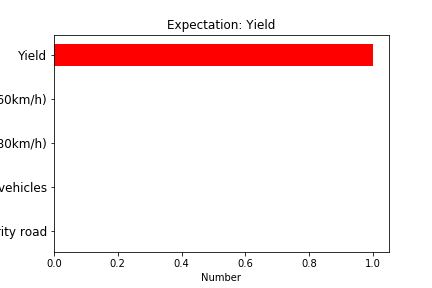 Expectation: Yield
Yield
60km/h)
30km/h)
vehicles
rity road
0.0 0.2 0.4 0.6 0.8 1.0
Number